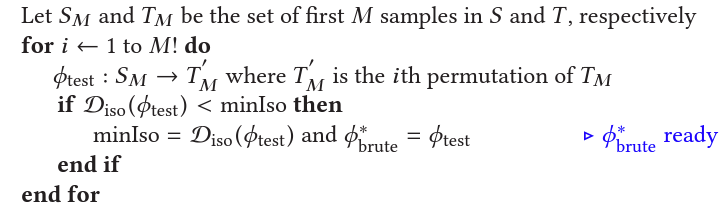 Let S_M and T_M be the set of first M samples in S and T, respectively
for i ← 1 to M! do
ϕ_test : S_M → T′_M where T′_M is the ith permutation of T_M
if 𝒟_iso(ϕ_test) < minIso then
minIso = 𝒟_iso(ϕ_test) and ϕ*_brute = ϕ_test ▹ ϕ*_brute ready
end if
end for